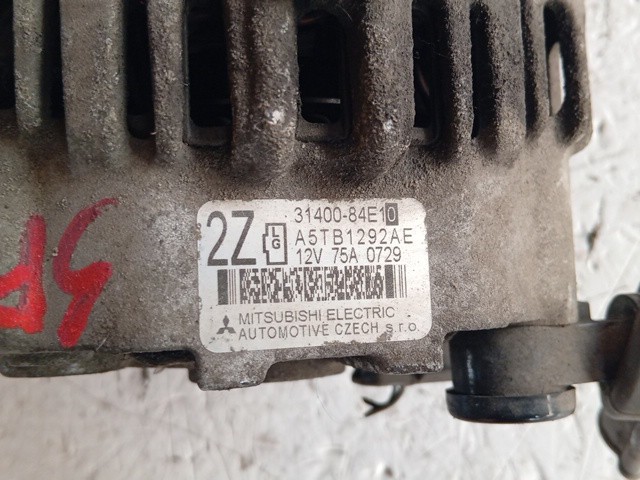 2Z
L
G
31400-84E10
A5TB1292AE
12V 75A 0729
MITSUBISHI ELECTRIC
AUTOMOTIVE CZECH s.r.o.